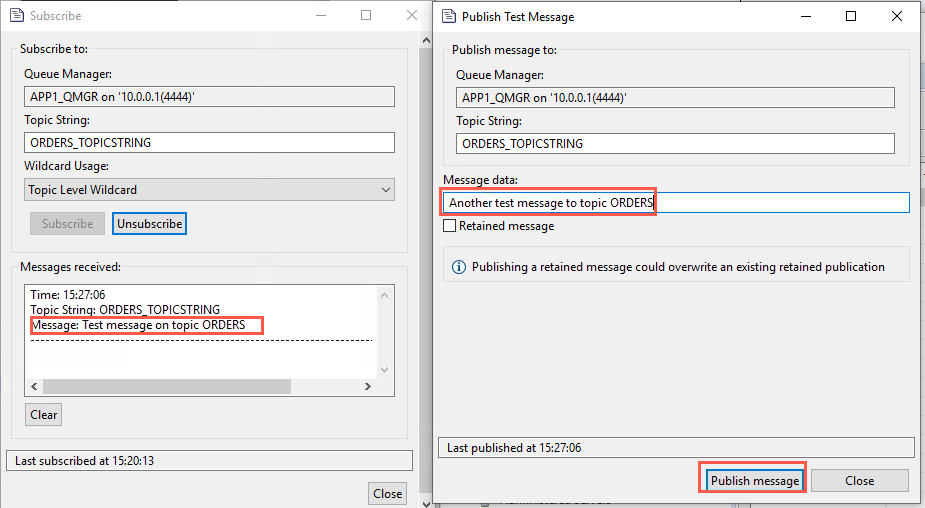 Subscribe
Subscribe to:
Queue Manager:
APP1_QMGR on '10.0.0.1(4444)'
Topic String:
ORDERS_TOPICSTRING
Wildcard Usage:
Topic Level Wildcard
Subscribe
Unsubscribe
Messages received:
Time: 15:27:06
Topic String: ORDERS_TOPICSTRING
Message: Test message on topic ORDERS
Clear
Last subscribed at 15:20:13
Close
Publish Test Message
Publish message to:
Queue Manager:
APP1_QMGR on '10.0.0.1(4444)'
Topic String:
ORDERS_TOPICSTRING
Message data:
Another test message to topic ORDERS
Retained message
Publishing a retained message could overwrite an existing retained publication
Last published at 15:27:06
Publish message
Close